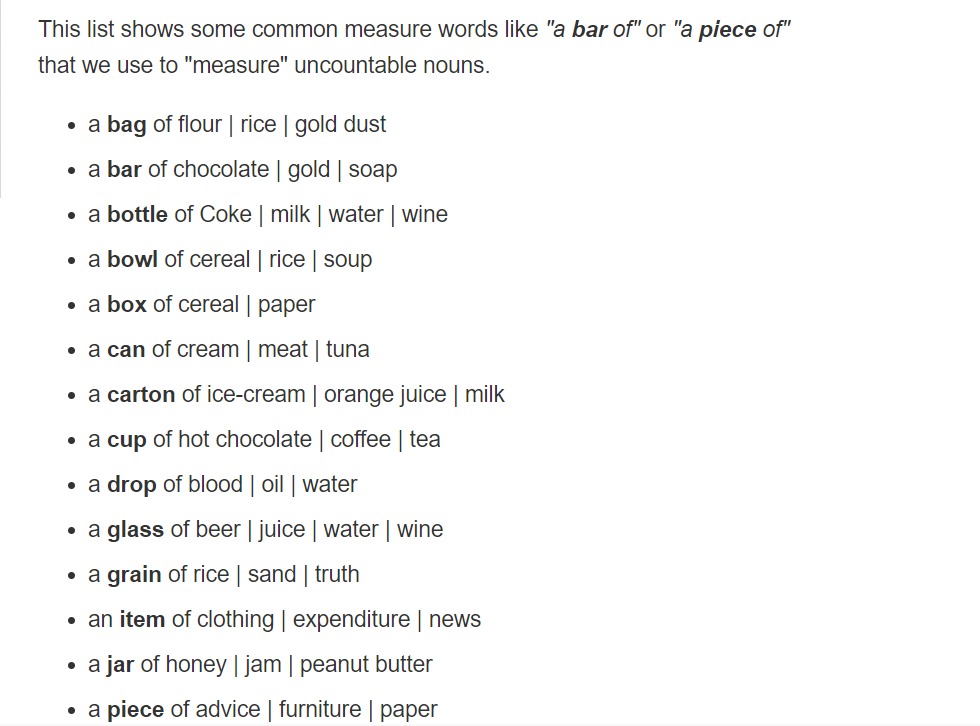 This list shows some common measure words like "a bar of" or "a piece of"
that we use to "measure" uncountable nouns.
• a bag of flour | rice | gold dust
• a bar of chocolate | gold | soap
• a bottle of Coke | milk | water | wine
• a bowl of cereal | rice | soup
• a box of cereal | paper
• a can of cream | meat | tuna
• a carton of ice-cream | orange juice | milk
• a cup of hot chocolate | coffee | tea
• a drop of blood | oil | water
• a glass of beer | juice | water | wine
• a grain of rice | sand | truth
• an item of clothing | expenditure | news
• a jar of honey | jam | peanut butter
• a piece of advice | furniture | paper